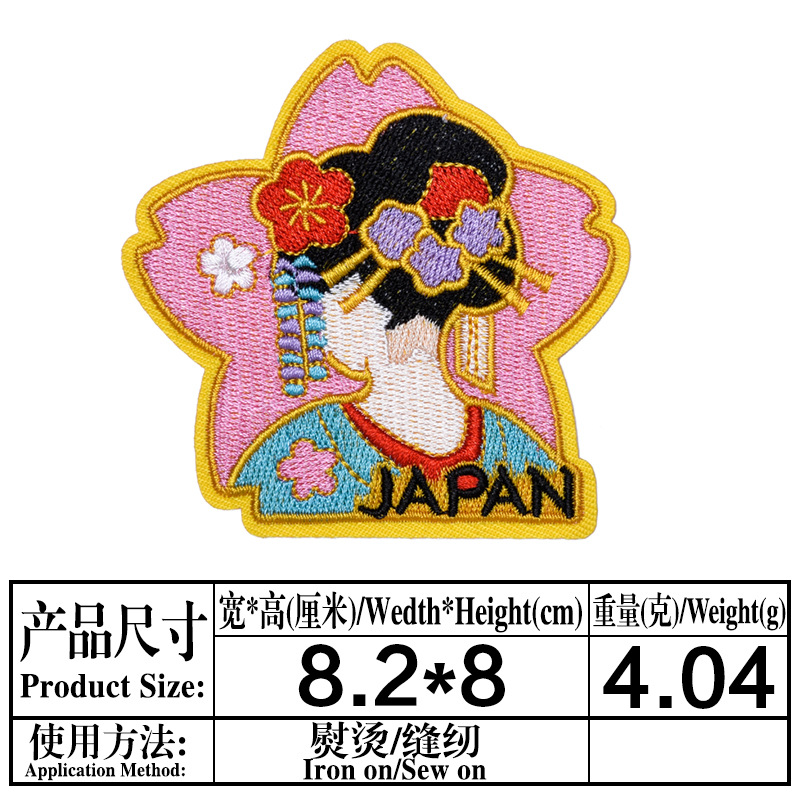 JAPAN
产品尺寸
Product Size:
宽*高(厘米)/Wedth*Height(cm)
8.2*8
重量(克)/Weight(g)
4.04
使用方法:
Application Method:
熨烫/缝纫
Iron on/Sew on